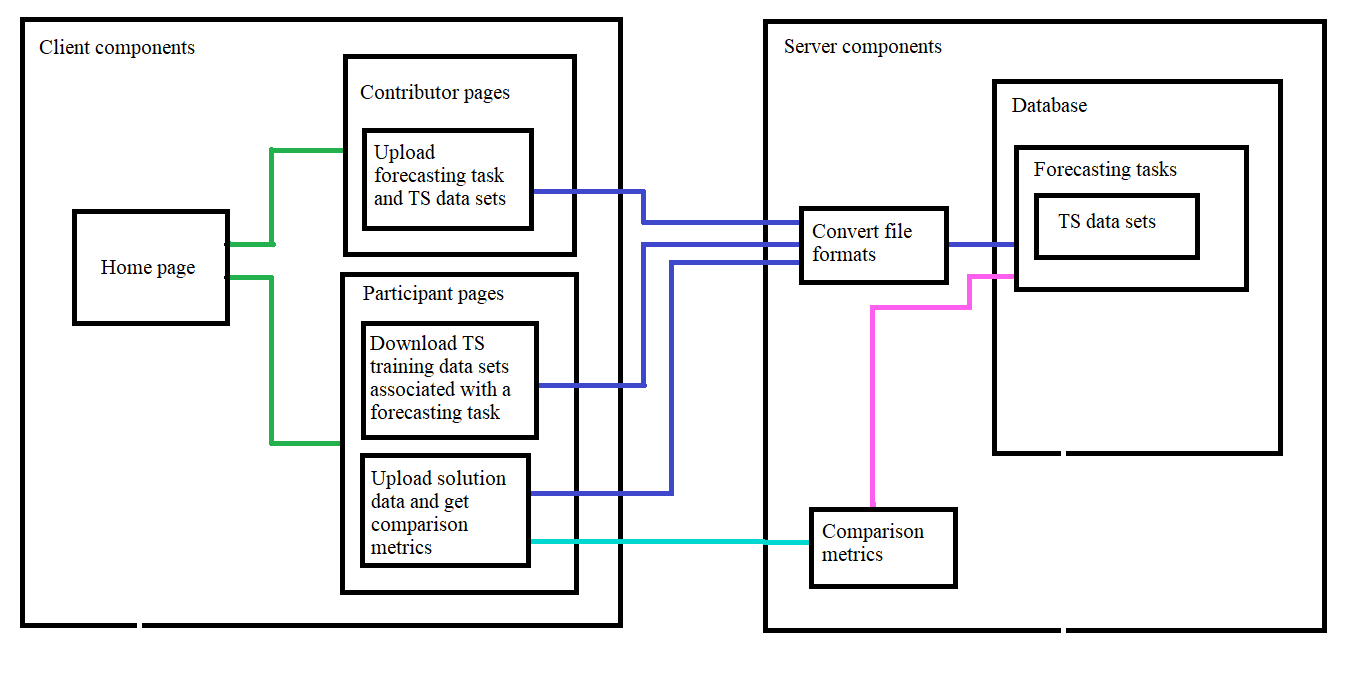 Client components
Contributor pages
Upload
forecasting task
and TS data sets
Home page
Participant pages
Download TS
training data sets
associated with a
forecasting task
Upload solution
data and get
comparison
metrics
Server components
Database
Forecasting tasks
TS data sets
Convert file
formats
Comparison
metrics